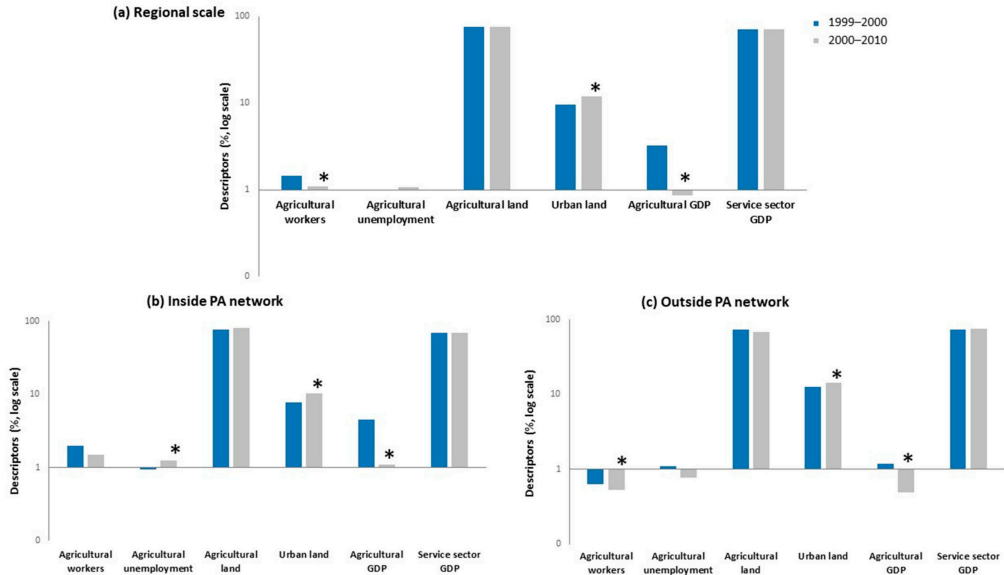 (a) Regional scale
1999–2000
2000–2010
Descriptors (%, log scale)
100
10
1
0
*
*
*
Agricultural workers
Agricultural unemployment
Agricultural land
Urban land
Agricultural GDP
Service sector GDP
(b) Inside PA network
Descriptors (%, log scale)
100
10
1
0
*
*
*
Agricultural workers
Agricultural unemployment
Agricultural land
Urban land
Agricultural GDP
Service sector GDP
(c) Outside PA network
Descriptors (%, log scale)
100
10
1
0
*
*
*
Agricultural workers
Agricultural unemployment
Agricultural land
Urban land
Agricultural GDP
Service sector GDP